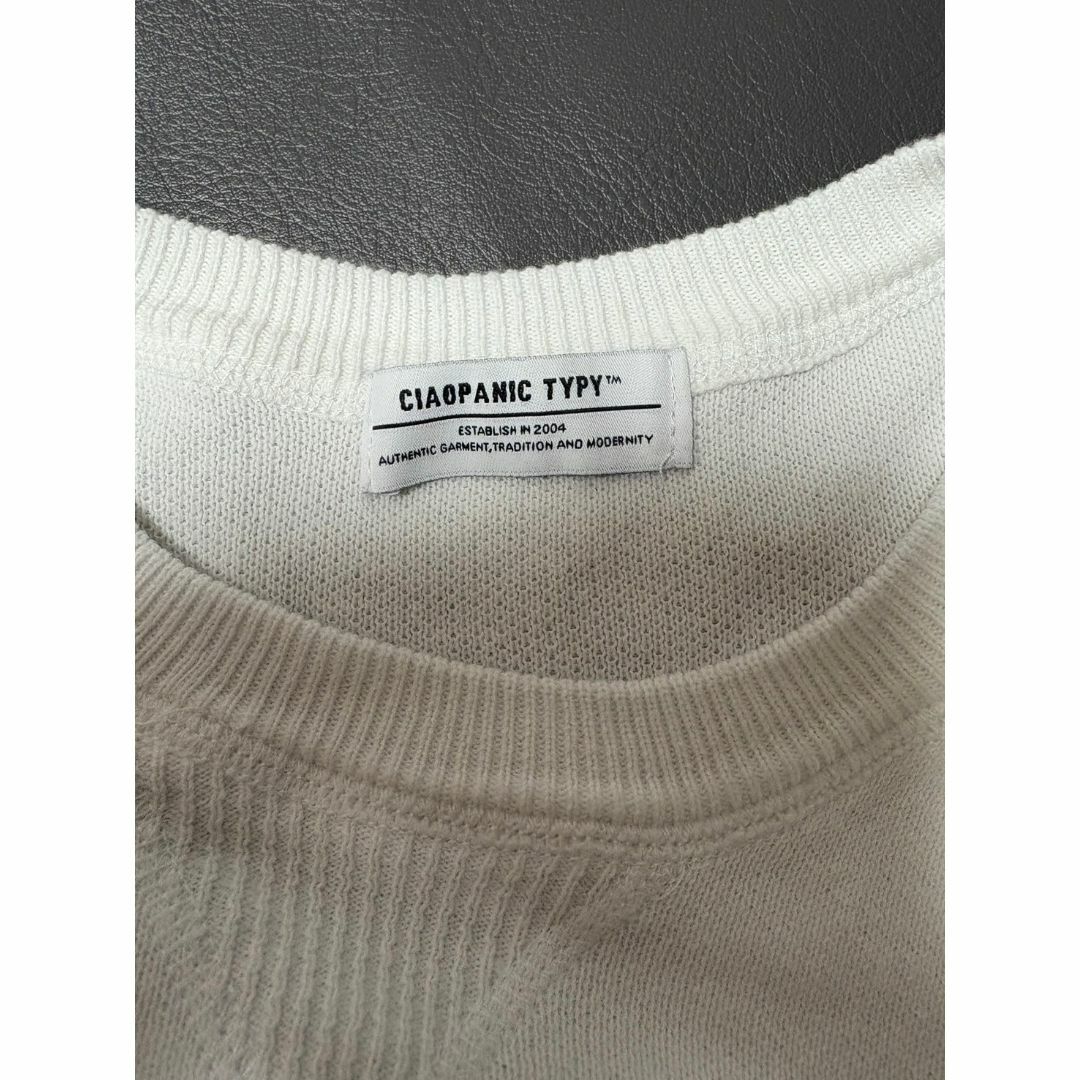 CIAOPANIC TYPY™
ESTABLISH IN 2004
AUTHENTIC GARMENT,TRADITION AND MODERNITY